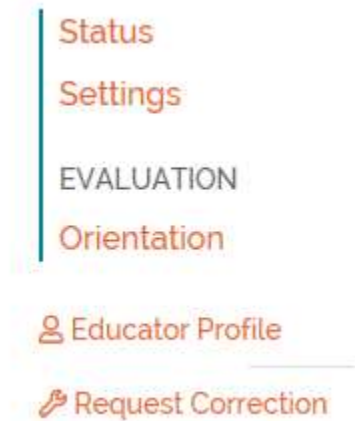 Status
Settings
EVALUATION
Orientation
Educator Profile
Request Correction